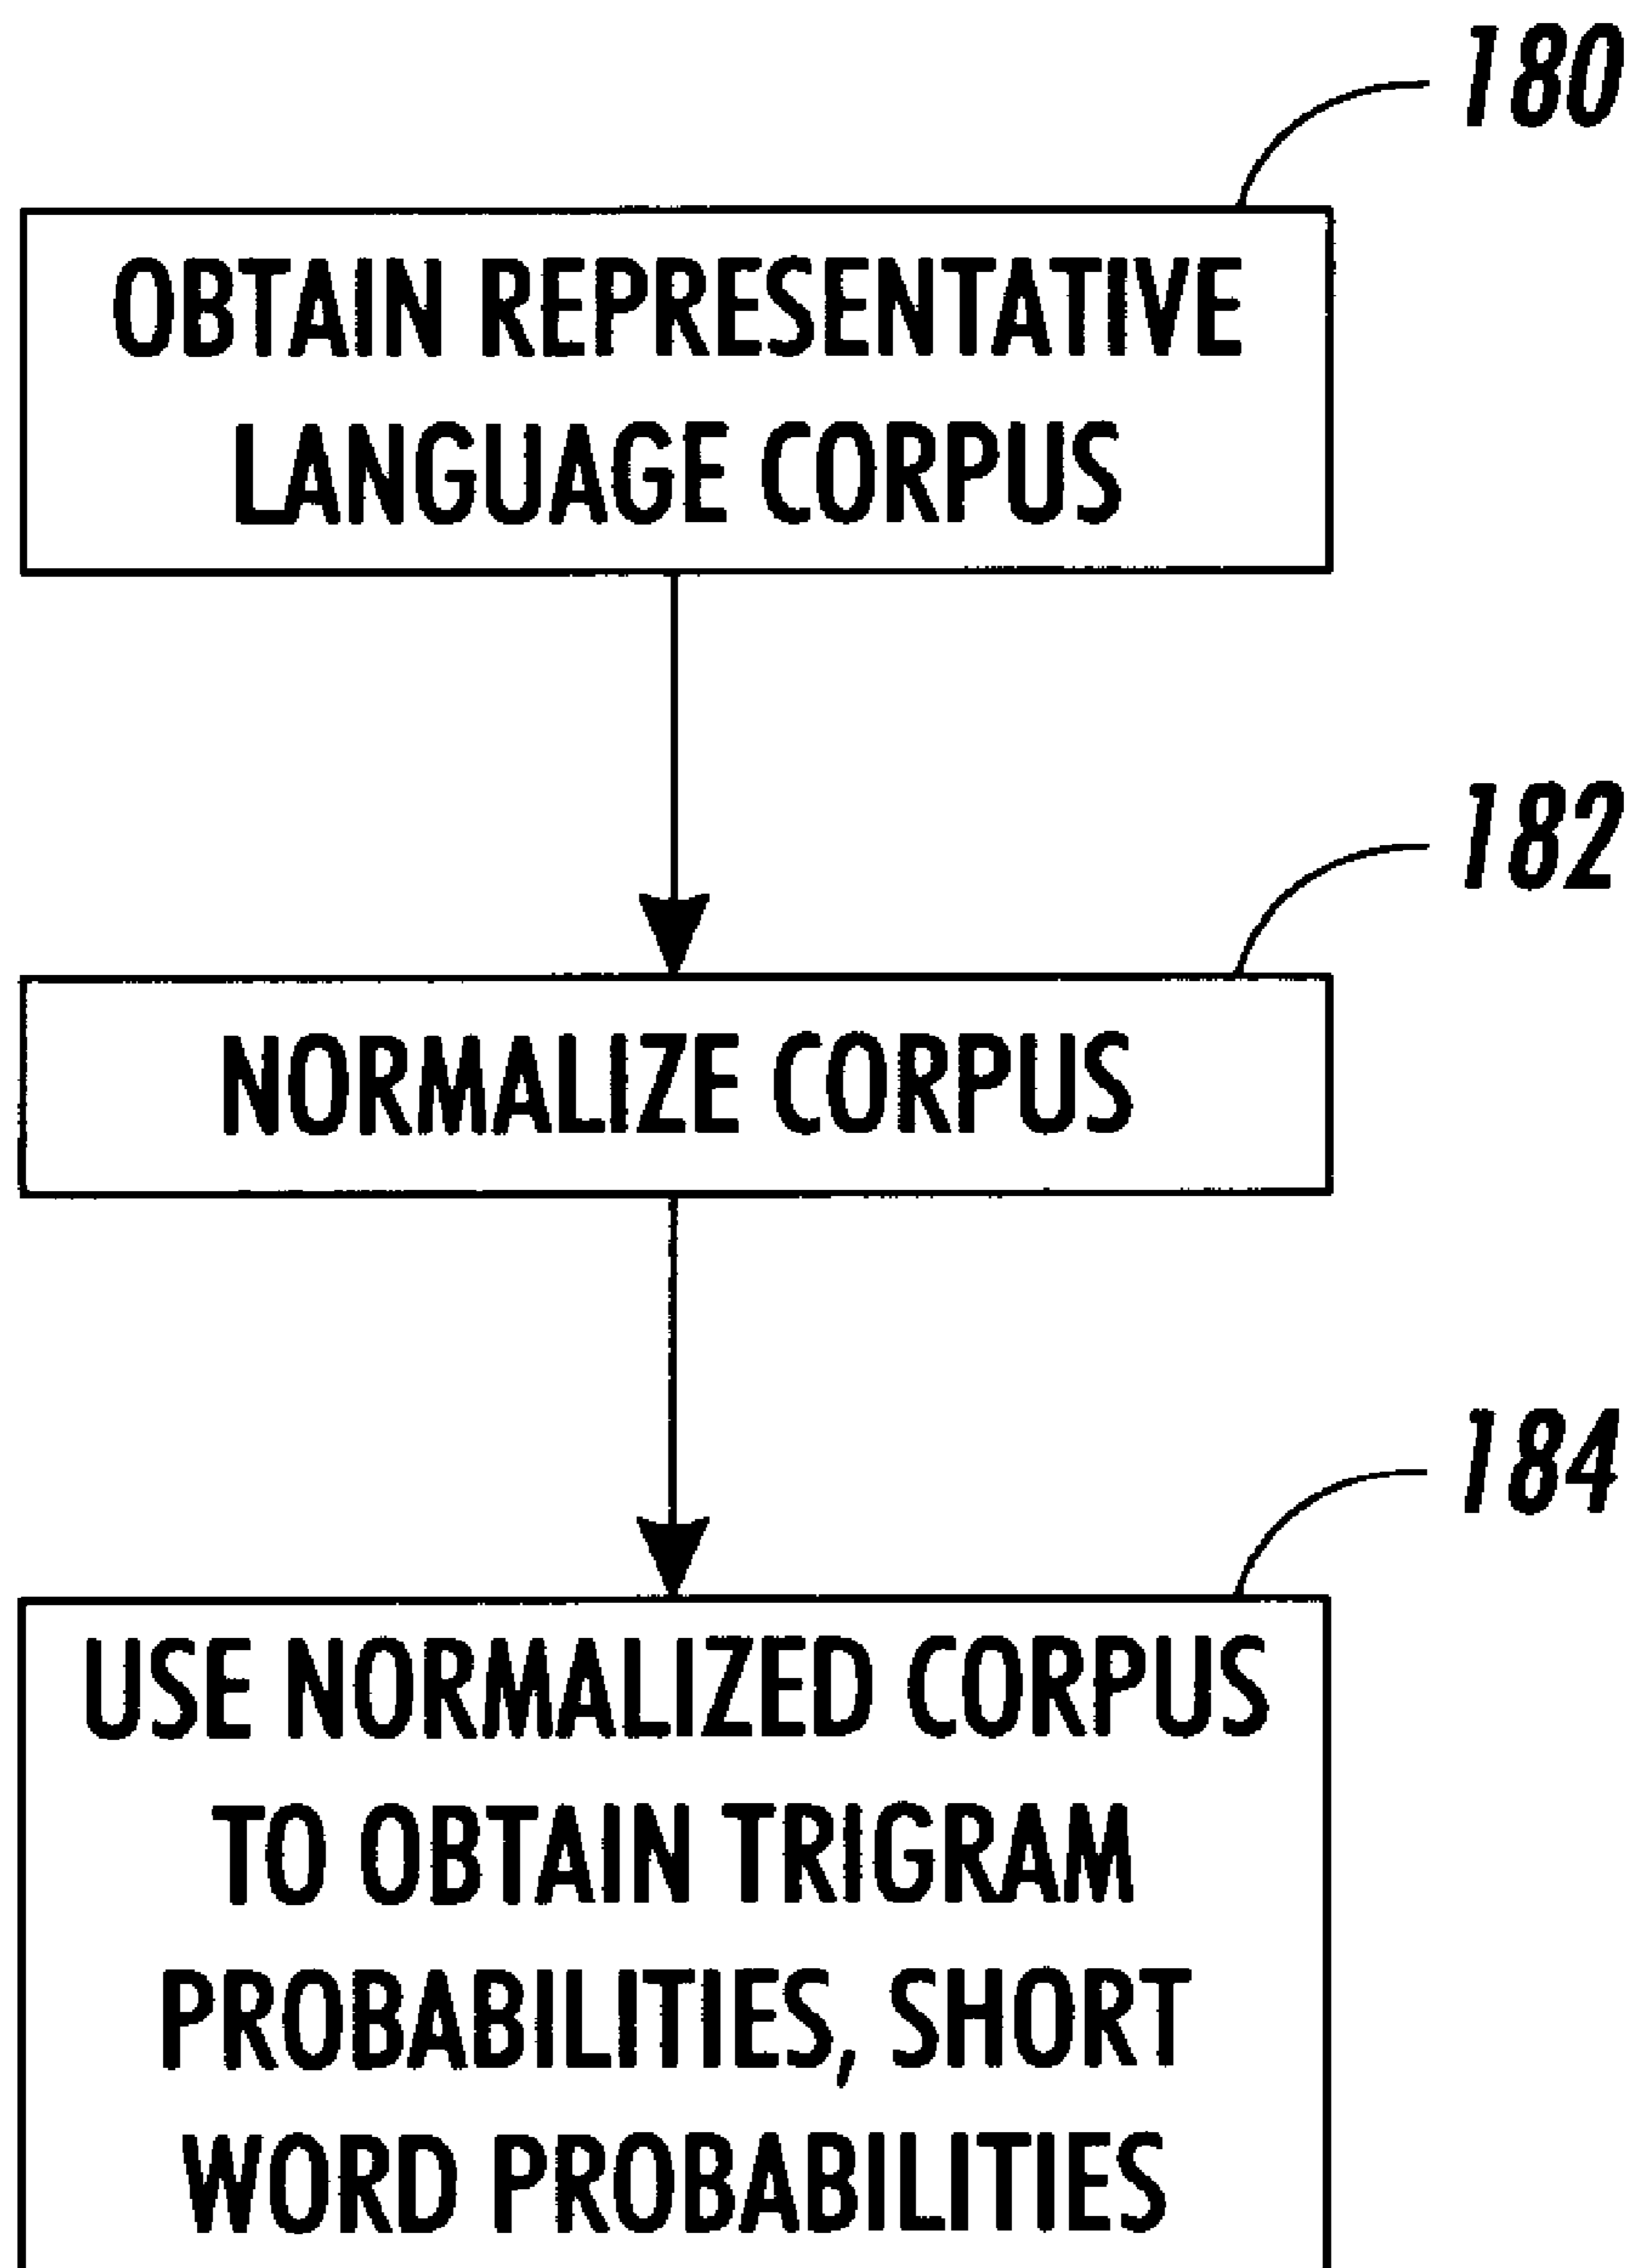 180
OBTAIN REPRESENTATIVE
LANGUAGE CORPUS
182
NORMALIZE CORPUS
184
USE NORMALIZED CORPUS
TO OBTAIN TRIGRAM
PROBABILITIES, SHORT
WORD PROBABILITIES